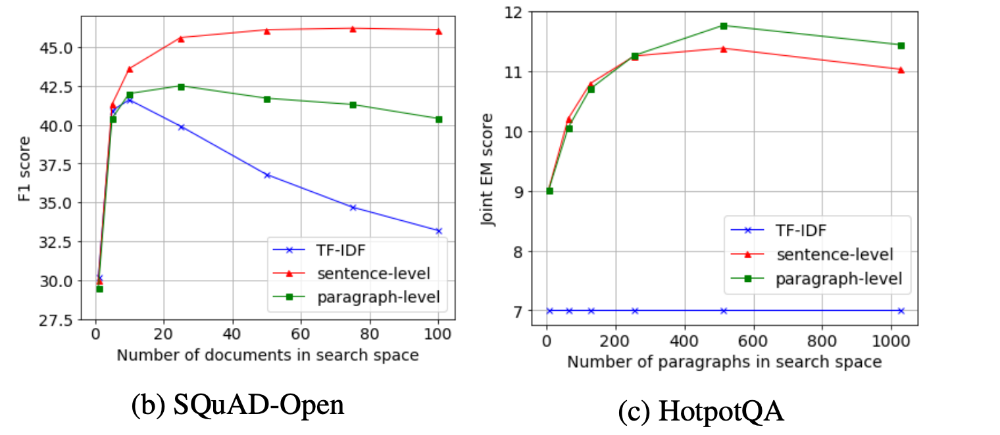 45.0
42.5
40.0
37.5
35.0
32.5
30.0
27.5
F1 score
0 20 40 60 80 100
Number of documents in search space
TF-IDF
sentence-level
paragraph-level
(b) SQuAD-Open
12
11
10
9
8
7
Joint EM score
0 200 400 600 800 1000
Number of paragraphs in search space
TF-IDF
sentence-level
paragraph-level
(c) HotpotQA